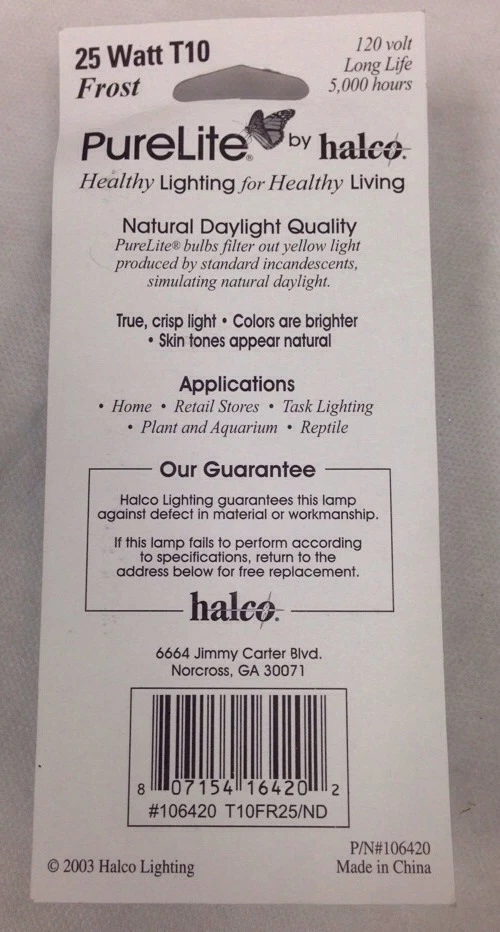 25 Watt T10
Frost
120 volt
Long Life
5,000 hours
PureLite® by halco.
Healthy Lighting for Healthy Living
Natural Daylight Quality
PureLite® bulbs filter out yellow light
produced by standard incandescents,
simulating natural daylight.
True, crisp light • Colors are brighter
• Skin tones appear natural
Applications
• Home • Retail Stores • Task Lighting
• Plant and Aquarium • Reptile
Our Guarantee
Halco Lighting guarantees this lamp
against defect in material or workmanship.
If this lamp fails to perform according
to specifications, return to the
address below for free replacement.
halco.
6664 Jimmy Carter Blvd.
Norcross, GA 30071
8 07154 16420 2
#106420 T10FR25/ND
P/N#106420
© 2003 Halco Lighting
Made in China